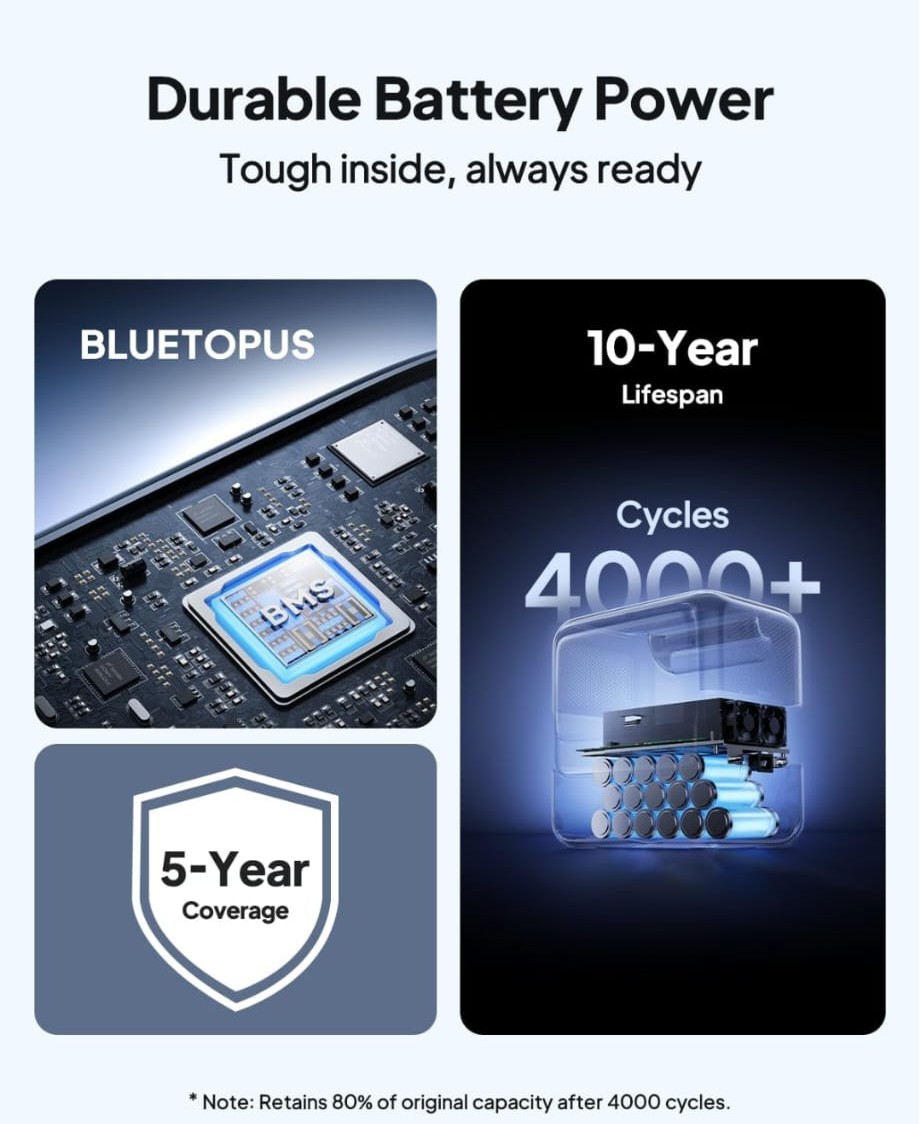 Durable Battery Power
Tough inside, always ready
BLUETOPUS
BMS
5-Year
Coverage
10-Year
Lifespan
Cycles
4000+
* Note: Retains 80% of original capacity after 4000 cycles.